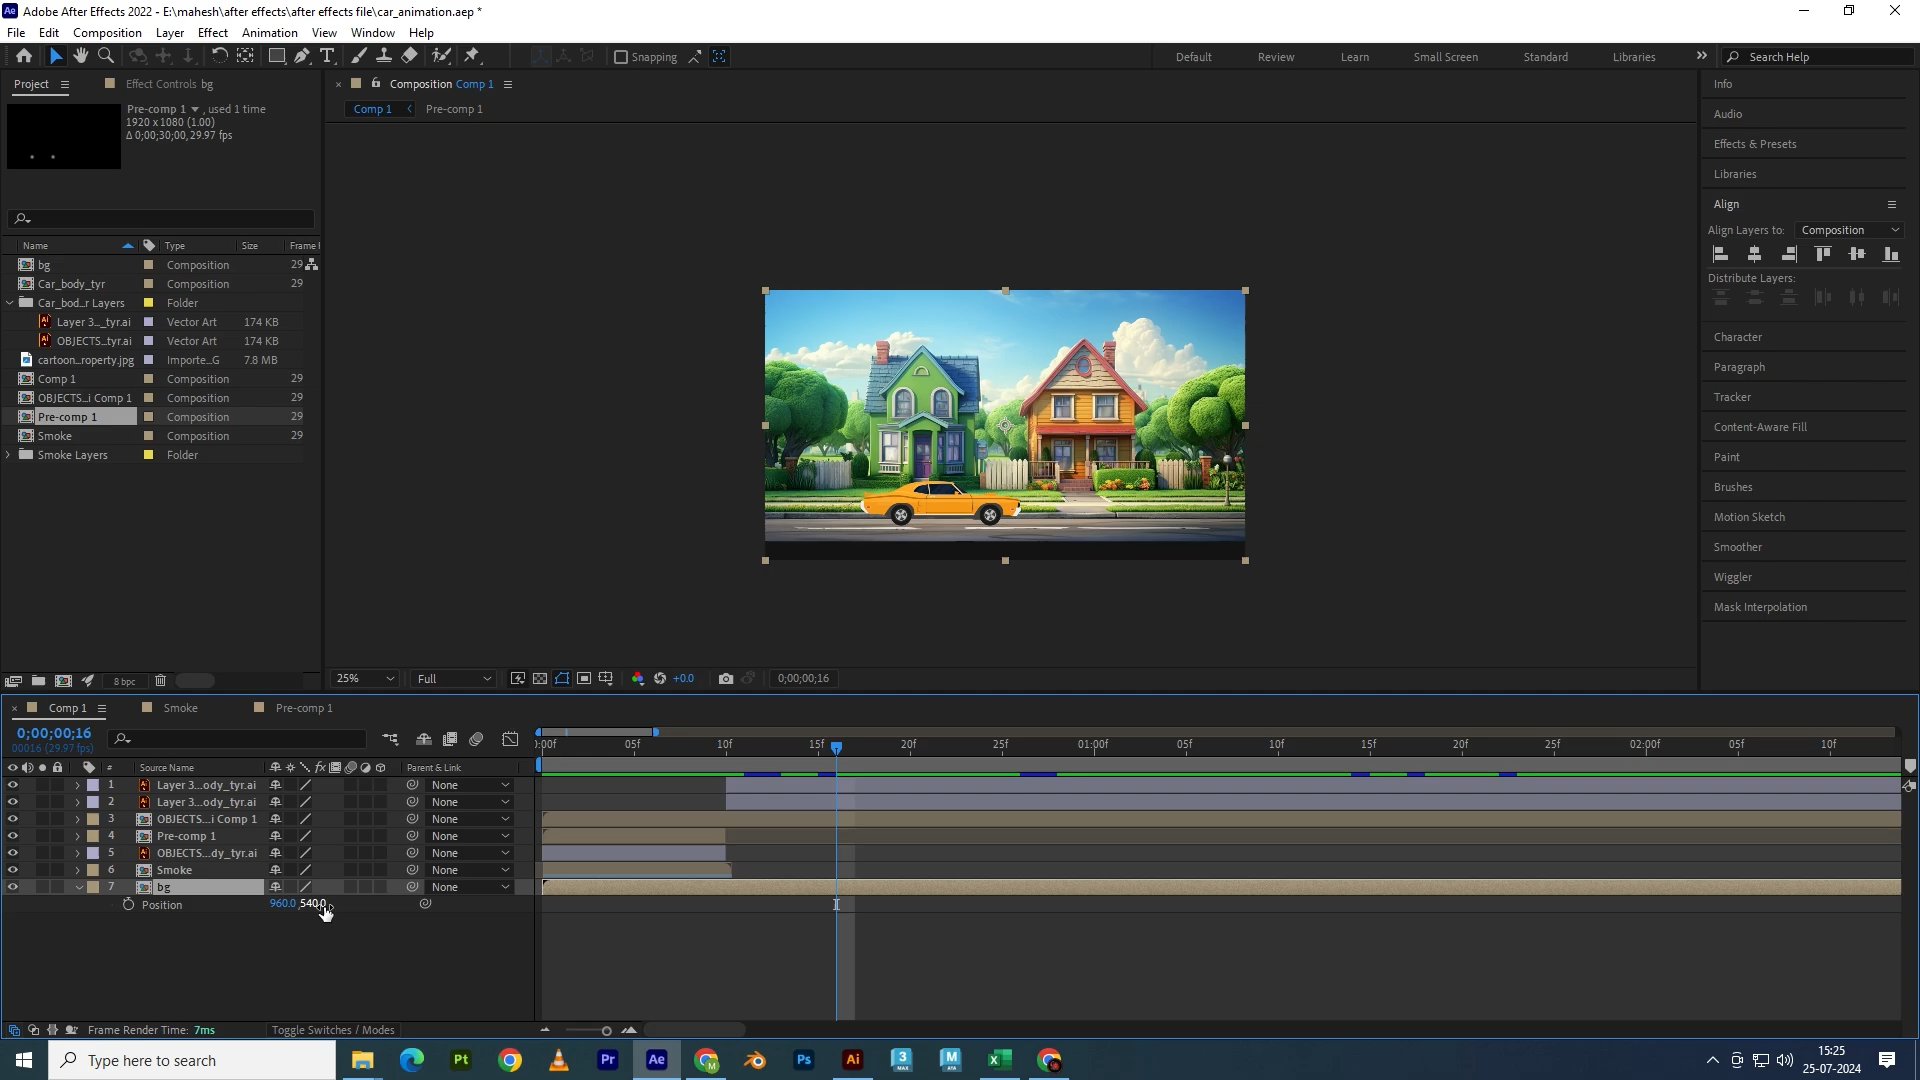 Adobe After Effects 2022 - E:\mahesh\after effects\after effects file\car_animation.aep *
File Edit Composition Layer Effect Animation View Window Help
Snapping Default Review Learn Small Screen Standard Libraries Search Help
Project Effect Controls bg
Pre-comp 1 , used 1 time
1920 x 1080 (1.00)
Δ 0;00;30;00, 29.97 fps
Name Type Size Frame
bg Composition 29
Car_body_tyr Composition 29
Car_bod...r Layers Folder
Layer 3..._tyr.ai Vector Art 174 KB
OBJECTS...tyr.ai Vector Art 174 KB
cartoon...roperty.jpg Importe...G 7.8 MB
Comp 1 Composition 29
OBJECTS...i Comp 1 Composition 29
Pre-comp 1 Composition 29
Smoke Composition 29
Smoke Layers Folder
8 bpc
Composition Comp 1
Comp 1 Pre-comp 1
25% Full +0.0 0;00;00;16
Info
Audio
Effects & Presets
Libraries
Align
Align Layers to: Composition
Distribute Layers:
Character
Paragraph
Tracker
Content-Aware Fill
Paint
Brushes
Motion Sketch
Smoother
Wiggler
Mask Interpolation
Comp 1 Smoke Pre-comp 1
0;00;00;16
00016 (29.97 fps)
:00f 05f 10f 15f 20f 25f 01:00f 05f 10f 15f 20f 25f 02:00f 05f 10f
# Source Name Parent & Link
1 Layer 3...ody_tyr.ai None
2 Layer 3...ody_tyr.ai None
3 OBJECTS...i Comp 1 None
4 Pre-comp 1 None
5 OBJECTS...dy_tyr.ai None
6 Smoke None
7 bg None
Position 960.0, 540.0
Frame Render Time: 7ms Toggle Switches / Modes
Type here to search
15:25
25-07-2024